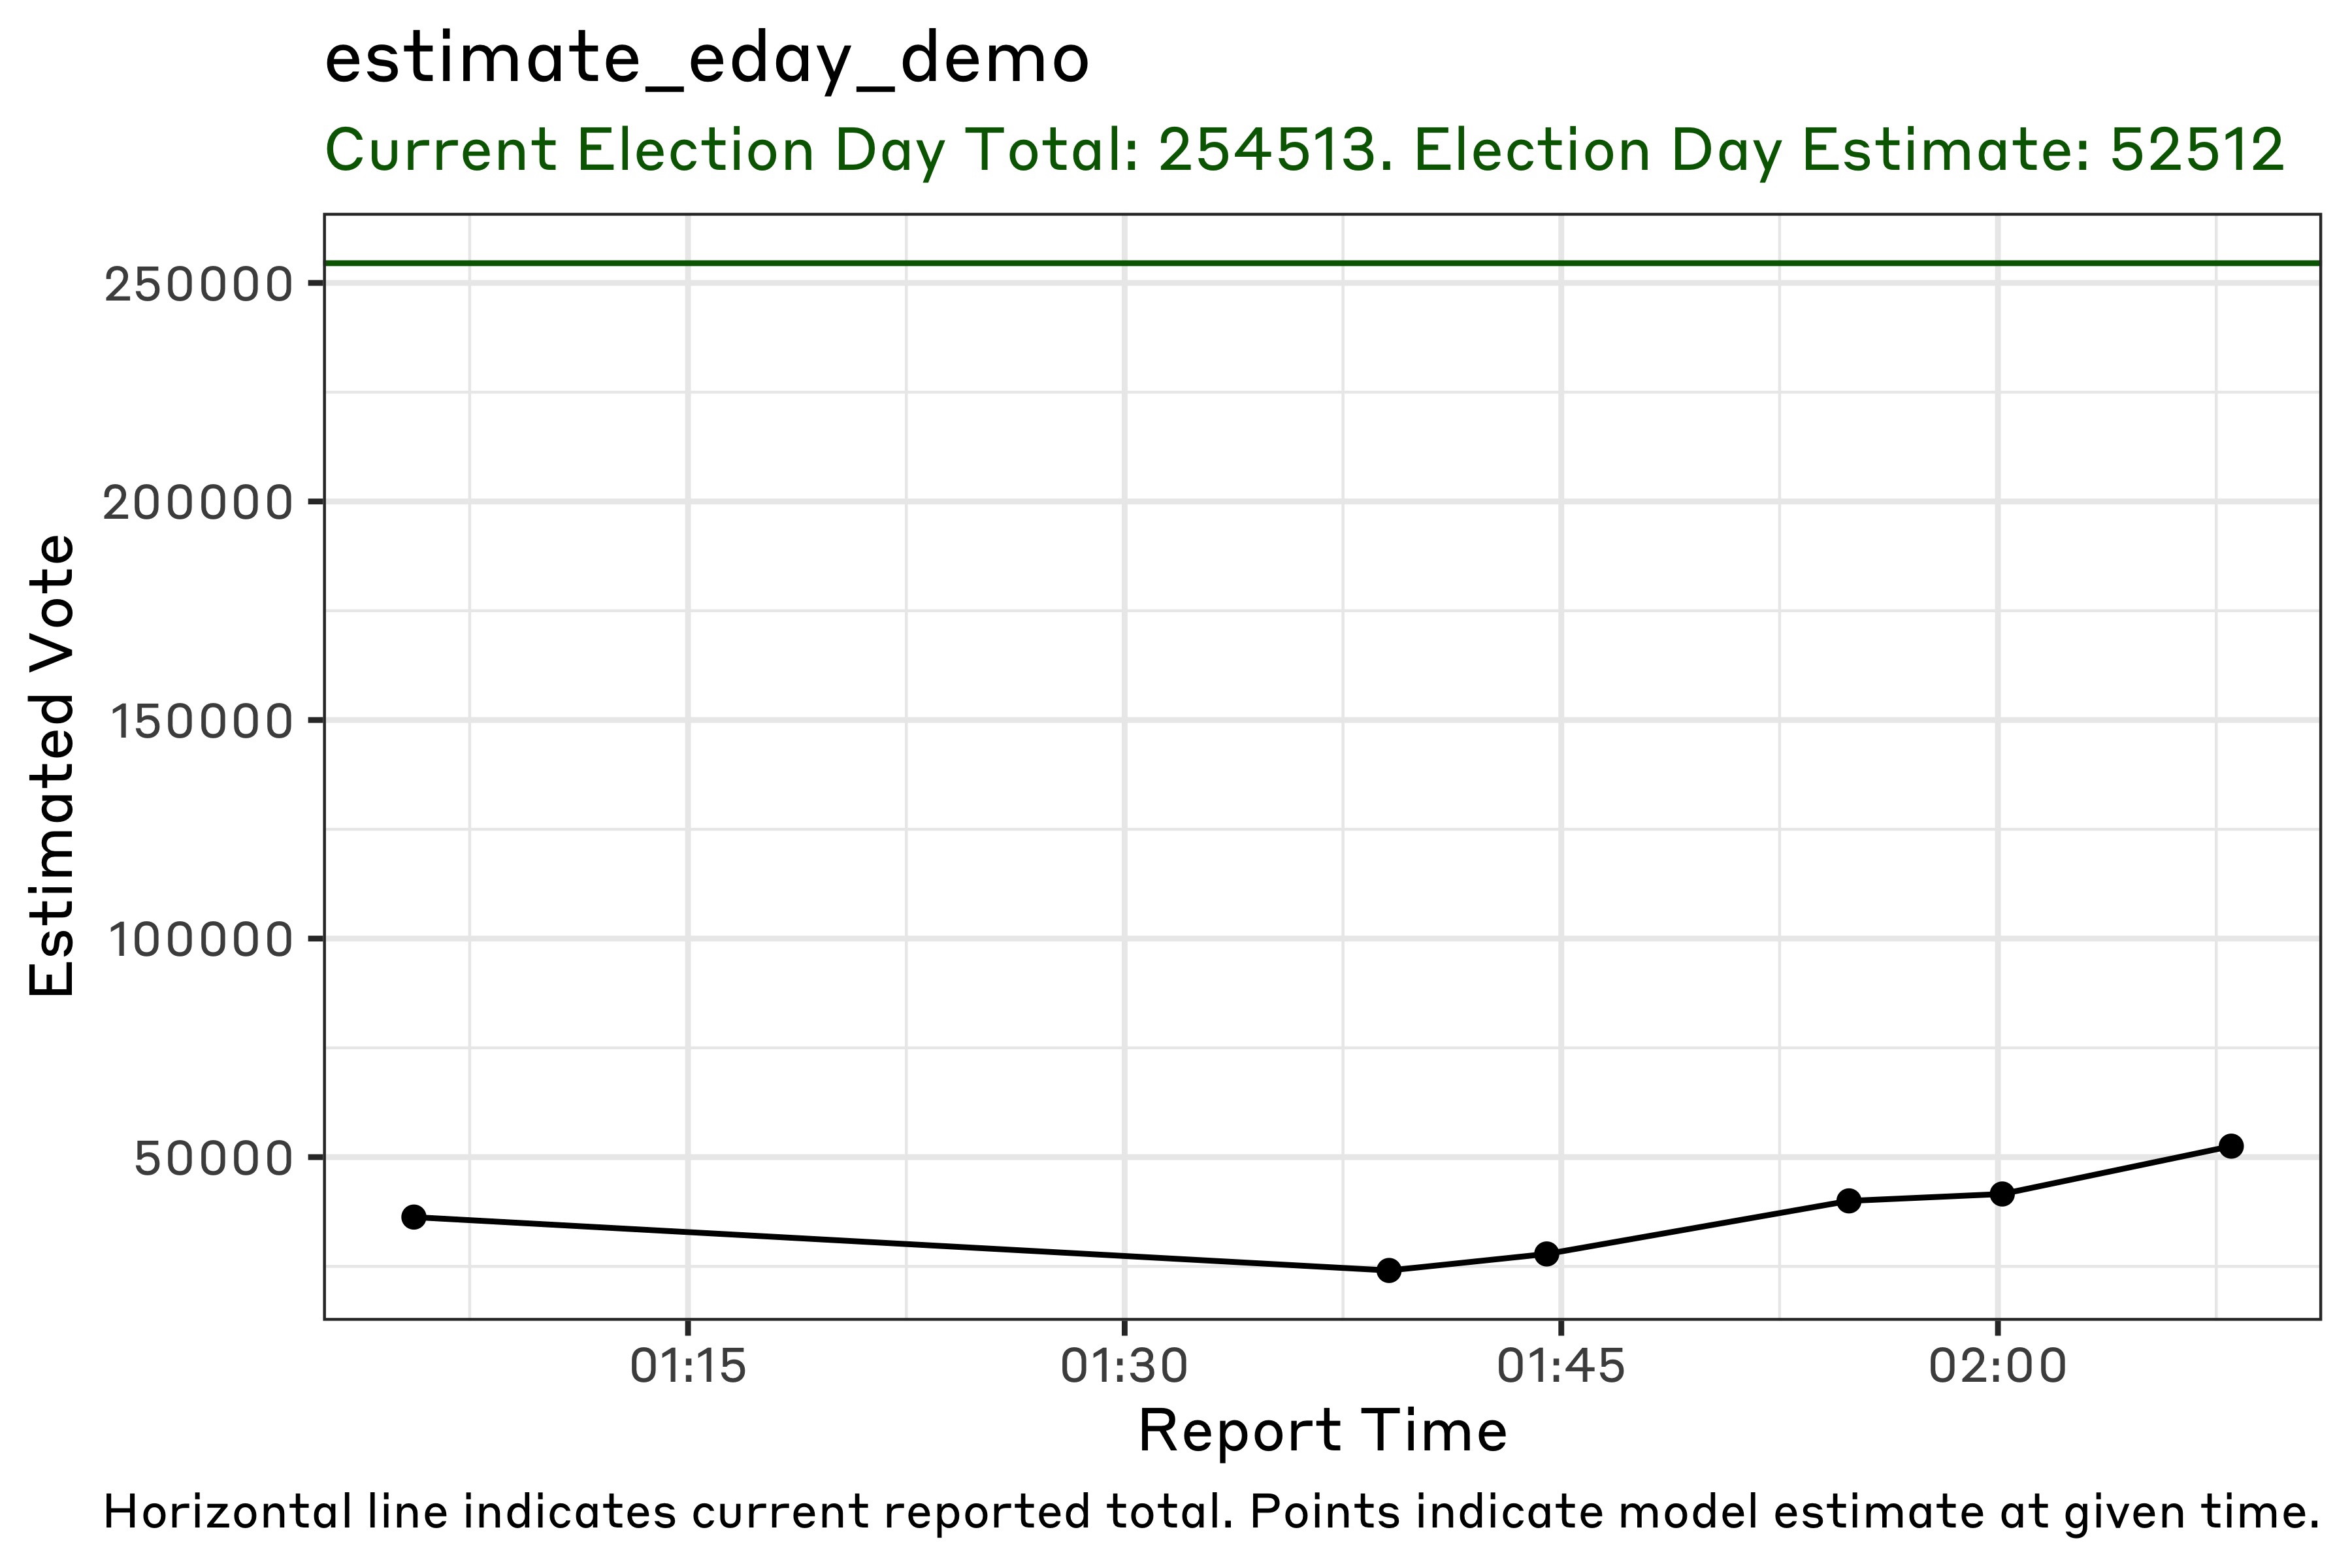 estimate_eday_demo
Current Election Day Total: 254513. Election Day Estimate: 52512
250000
200000
150000
100000
50000
Estimated Vote
01:15 01:30 01:45 02:00
Report Time
Horizontal line indicates current reported total. Points indicate model estimate at given time.